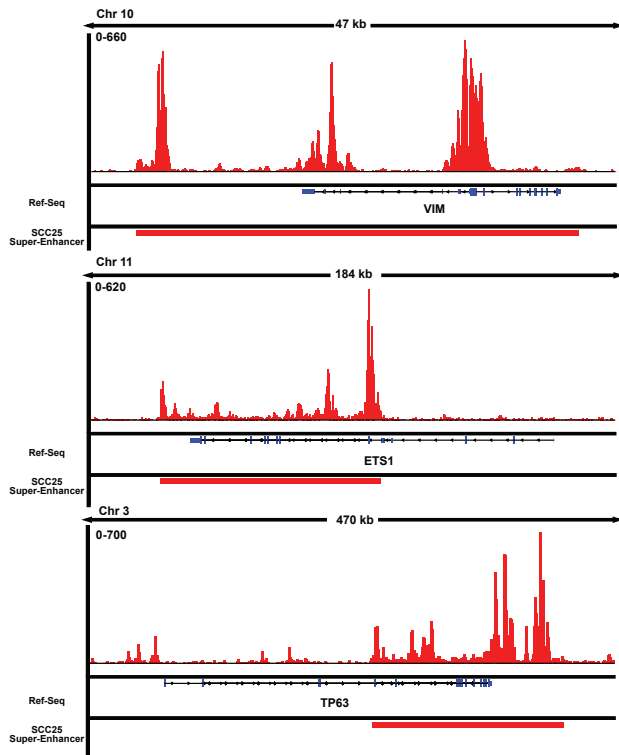 Chr 10
47 kb
0-660
Ref-Seq
VIM
SCC25
Super-Enhancer
Chr 11
184 kb
0-620
Ref-Seq
ETS1
SCC25
Super-Enhancer
Chr 3
470 kb
0-700
Ref-Seq
TP63
SCC25
Super-Enhancer